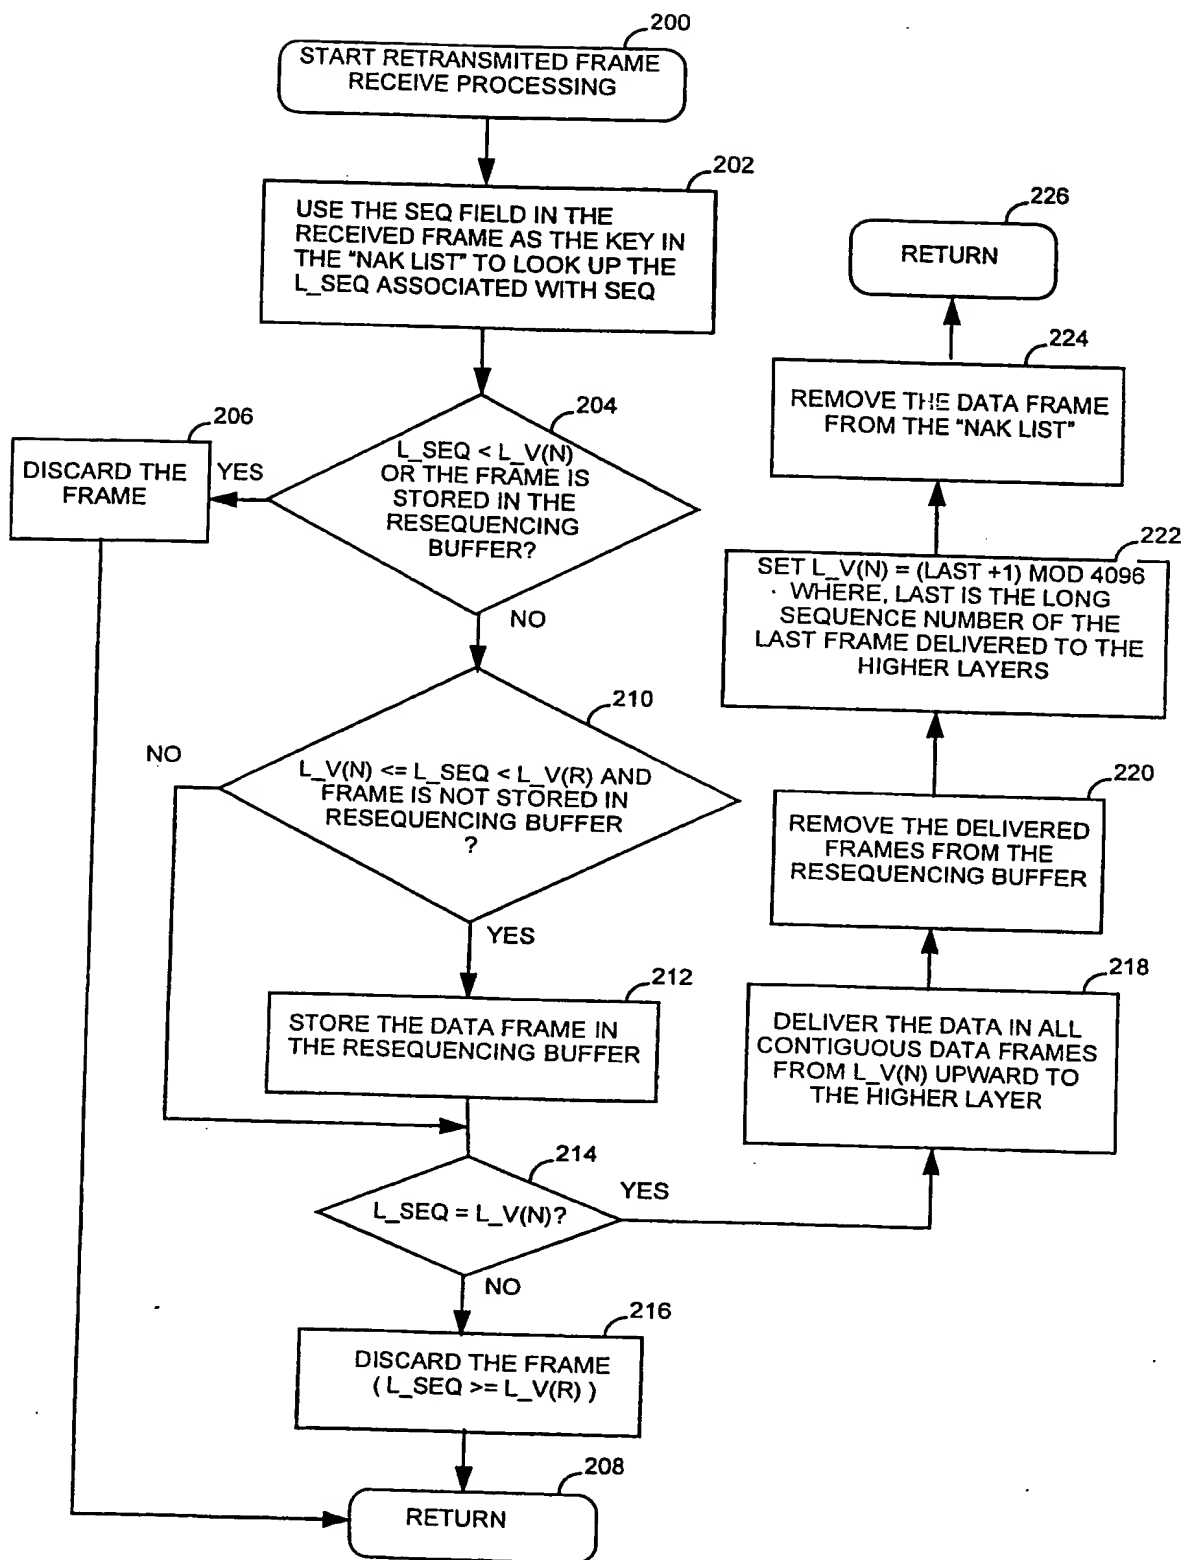 200
START RETRANSMITED FRAME
RECEIVE PROCESSING
202
USE THE SEQ FIELD IN THE
RECEIVED FRAME AS THE KEY IN
THE "NAK LIST" TO LOOK UP THE
L_SEQ ASSOCIATED WITH SEQ
204
L_SEQ < L_V(N)
OR THE FRAME IS
STORED IN THE
RESEQUENCING
BUFFER?
YES
206
DISCARD THE
FRAME
NO
210
L_V(N) <= L_SEQ < L_V(R) AND
FRAME IS NOT STORED IN
RESEQUENCING BUFFER
?
NO
YES
212
STORE THE DATA FRAME IN
THE RESEQUENCING BUFFER
214
L_SEQ = L_V(N)?
YES
NO
216
DISCARD THE FRAME
( L_SEQ >= L_V(R) )
208
RETURN
218
DELIVER THE DATA IN ALL
CONTIGUOUS DATA FRAMES
FROM L_V(N) UPWARD TO
THE HIGHER LAYER
220
REMOVE THE DELIVERED
FRAMES FROM THE
RESEQUENCING BUFFER
222
SET L_V(N) = (LAST +1) MOD 4096
WHERE, LAST IS THE LONG
SEQUENCE NUMBER OF THE
LAST FRAME DELIVERED TO THE
HIGHER LAYERS
224
REMOVE THE DATA FRAME
FROM THE "NAK LIST"
226
RETURN